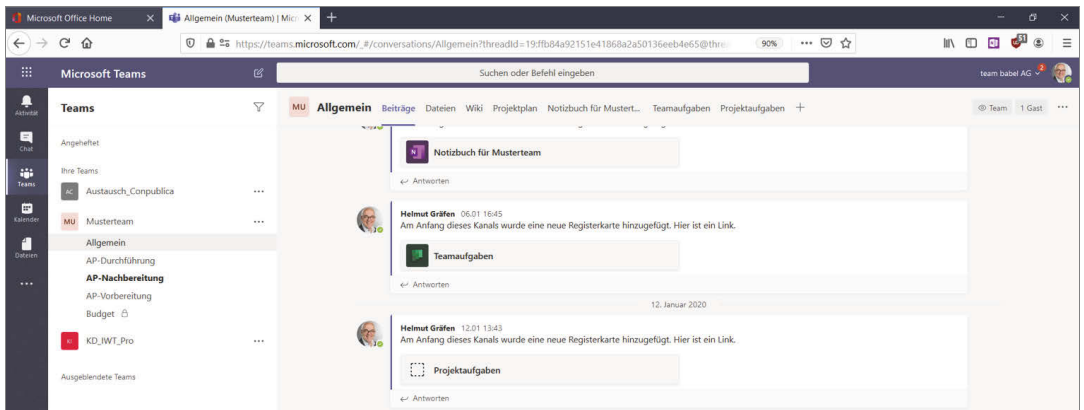 Microsoft Office Home
Allgemein (Musterteam) | Micr
https://teams.microsoft.com/_#/conversations/Allgemein?threadId=19:ffb84a92151e41868a2a50136eeb4e65@thre
90%
51
Microsoft Teams
Suchen oder Befehl eingeben
team babel AG
2
Aktivität
Chat
Teams
Kalender
Dateien
Teams
Angeheftet
Ihre Teams
AC Austausch_Conpublica
MU Musterteam
Allgemein
AP-Durchführung
AP-Nachbereitung
AP-Vorbereitung
Budget
KD_IWT_Pro
Ausgeblendete Teams
MU Allgemein Beiträge Dateien Wiki Projektplan Notizbuch für Mustert... Teamaufgaben Projektaufgaben
Team 1 Gast
Notizbuch für Musterteam
Antworten
Helmut Gräfen 06.01 16:45
Am Anfang dieses Kanals wurde eine neue Registerkarte hinzugefügt. Hier ist ein Link.
Teamaufgaben
Antworten
12. Januar 2020
Helmut Gräfen 12.01 13:43
Am Anfang dieses Kanals wurde eine neue Registerkarte hinzugefügt. Hier ist ein Link.
Projektaufgaben
Antworten